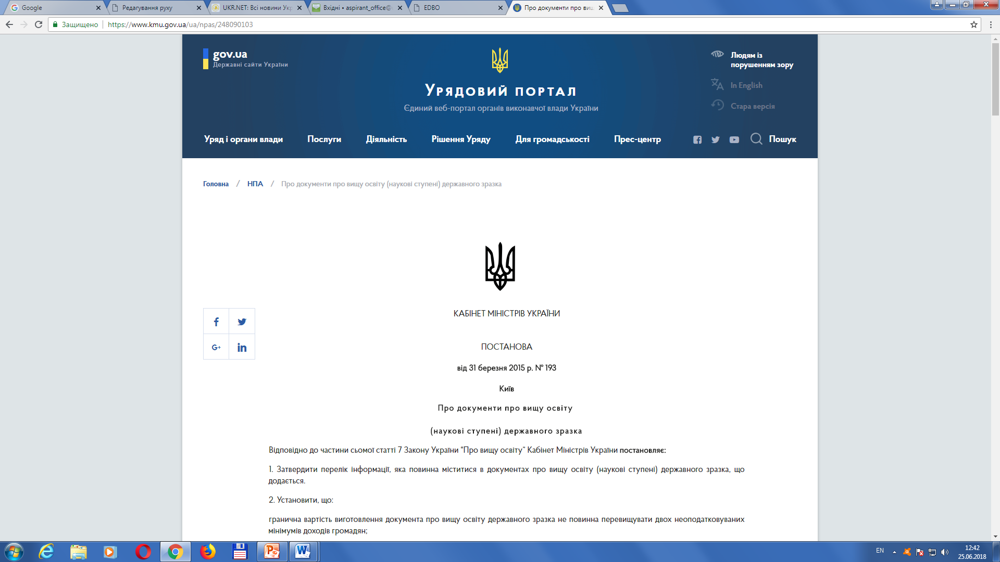 Google
Редагування руху
UKR.NET: Всі новини Укр
Вхідні • aspirant_office@
EDBO
Про документи про вищ
Защищено
https://www.kmu.gov.ua/ua/npas/248090103
gov.ua
Державні сайти України
Урядовий портал
Єдиний веб-портал органів виконавчої влади України
Людям із
порушенням зору
In English
Стара версія
Уряд і органи влади
Послуги
Діяльність
Рішення Уряду
Для громадськості
Прес-центр
Пошук
Головна / НПА / Про документи про вищу освіту (наукові ступені) державного зразка
КАБІНЕТ МІНІСТРІВ УКРАЇНИ
ПОСТАНОВА
від 31 березня 2015 р. № 193
Київ
Про документи про вищу освіту
(наукові ступені) державного зразка
Відповідно до частини сьомої статті 7 Закону України “Про вищу освіту” Кабінет Міністрів України постановляє:
1. Затвердити перелік інформації, яка повинна міститися в документах про вищу освіту (наукові ступені) державного зразка, що
додається.
2. Установити, що:
гранична вартість виготовлення документа про вищу освіту державного зразка не повинна перевищувати двох неоподатковуваних
мінімумів доходів громадян;
EN
12:42
25.06.2018